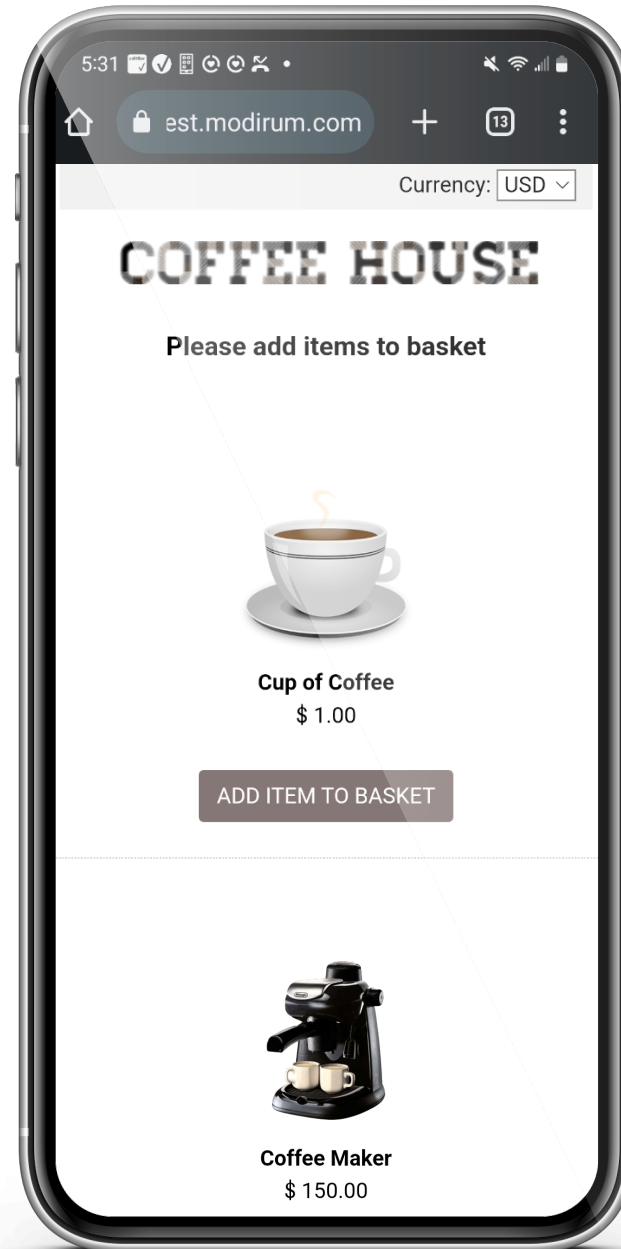 5:31
est.modirum.com
13
Currency: USD
COFFEE HOUSE
Please add items to basket
Cup of Coffee
$ 1.00
ADD ITEM TO BASKET
Coffee Maker
$ 150.00